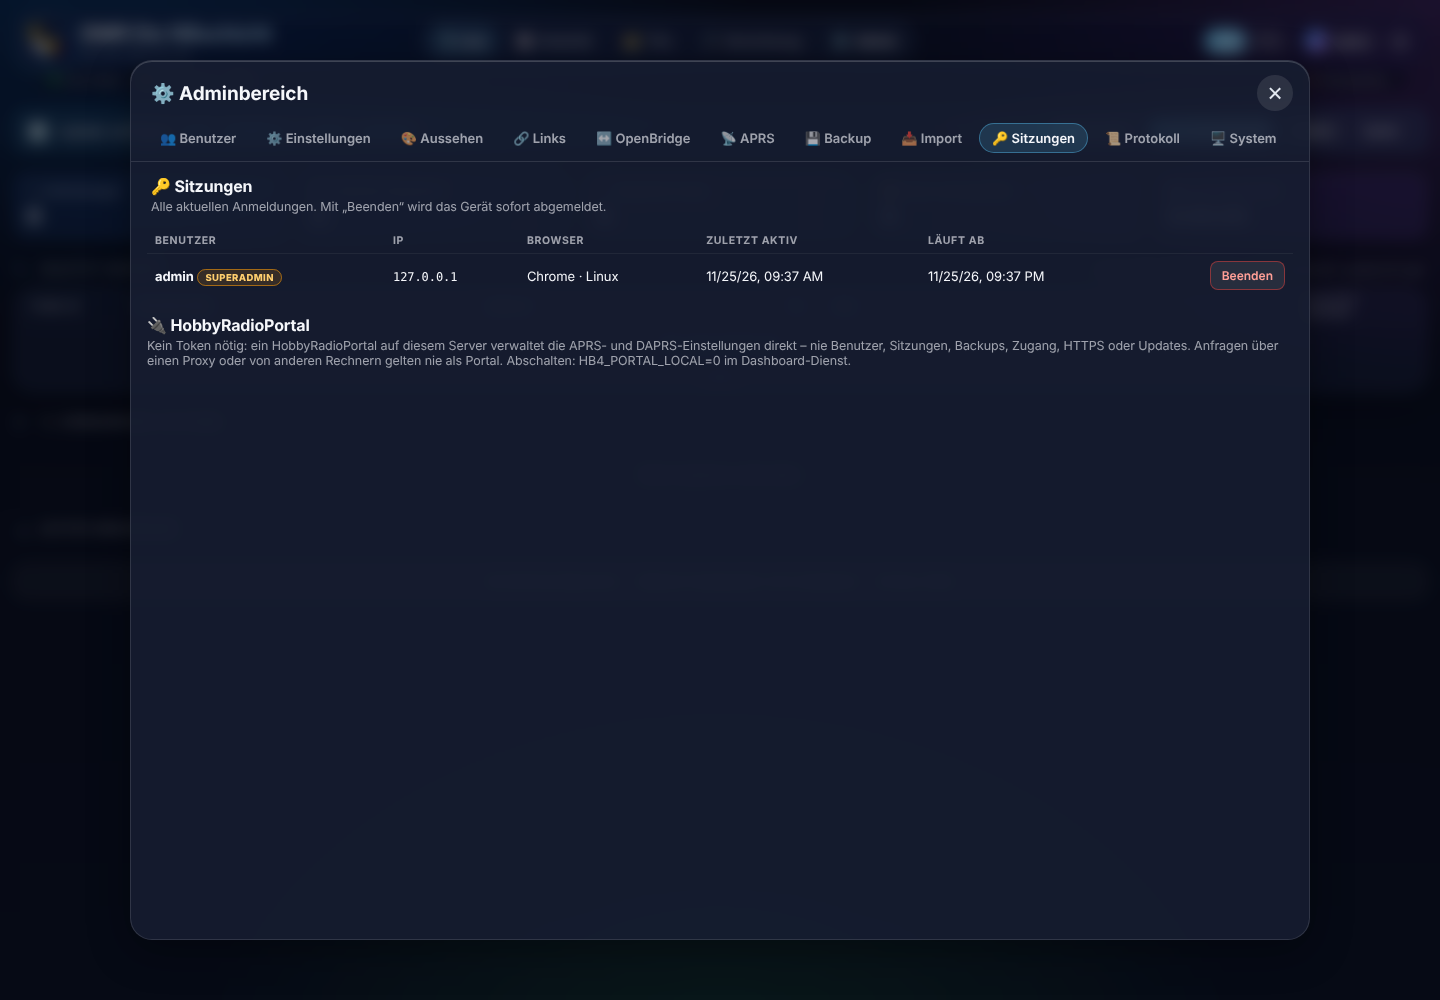 ⚙️ Adminbereich
✕
👥 Benutzer ⚙️ Einstellungen 🎨 Aussehen 🔗 Links ↔️ OpenBridge 📡 APRS 💾 Backup 📥 Import 🔑 Sitzungen 📜 Protokoll 🖥️ System
🔑 Sitzungen
Alle aktuellen Anmeldungen. Mit „Beenden“ wird das Gerät sofort abgemeldet.
BENUTZER IP BROWSER ZULETZT AKTIV LÄUFT AB
admin SUPERADMIN 127.0.0.1 Chrome · Linux 11/25/26, 09:37 AM 11/25/26, 09:37 PM Beenden
🔌 HobbyRadioPortal
Kein Token nötig: ein HobbyRadioPortal auf diesem Server verwaltet die APRS- und DAPRS-Einstellungen direkt – nie Benutzer, Sitzungen, Backups, Zugang, HTTPS oder Updates. Anfragen über
einen Proxy oder von anderen Rechnern gelten nie als Portal. Abschalten: HB4_PORTAL_LOCAL=0 im Dashboard-Dienst.